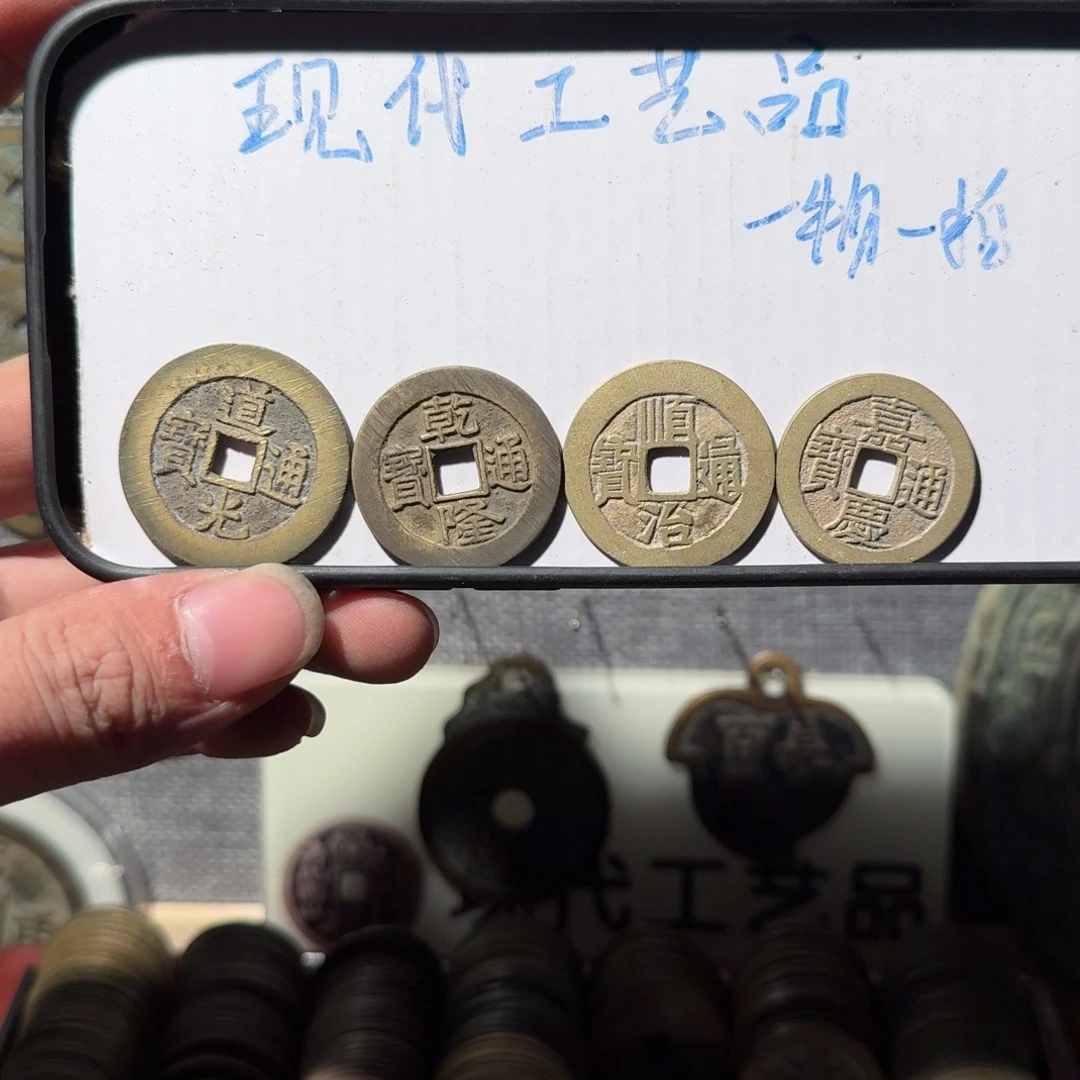 现代工艺品
一物一拍
道光通寶
乾隆通寶
順治通寶
嘉慶通寶
代工艺品